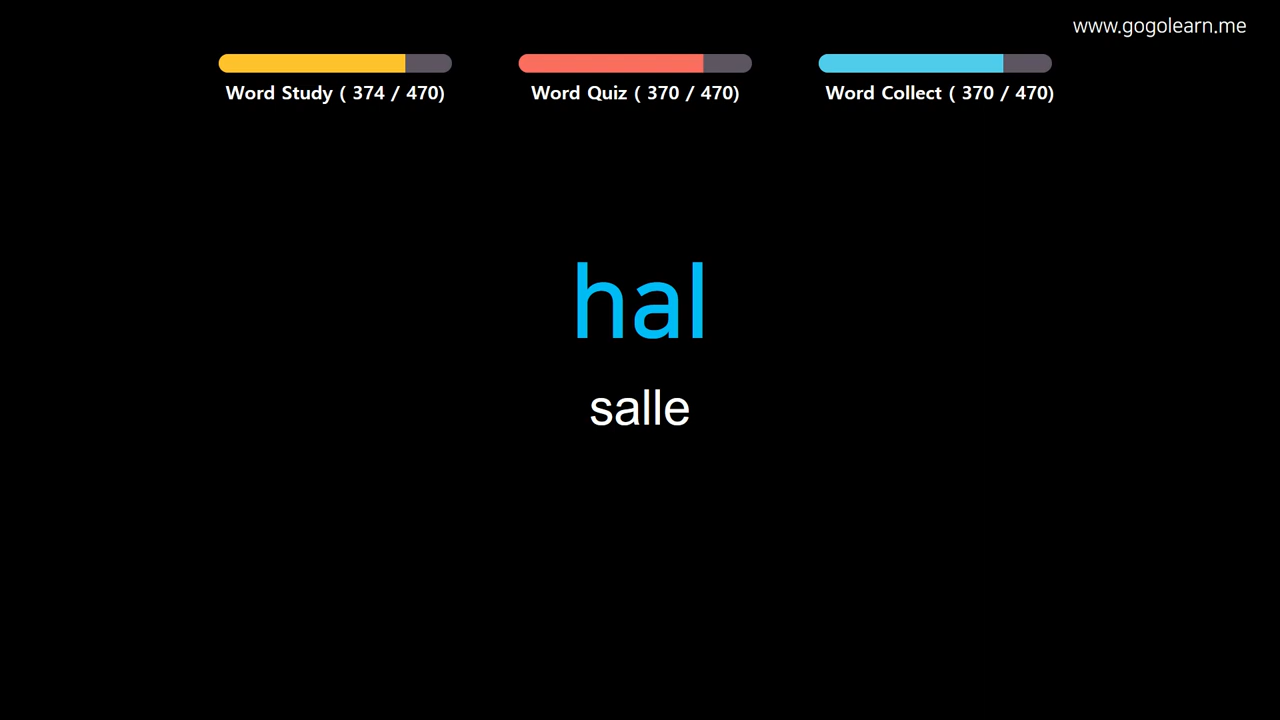 www.gogolearn.me
Word Study ( 374 / 470)
Word Quiz ( 370 / 470)
Word Collect ( 370 / 470)
hal
salle